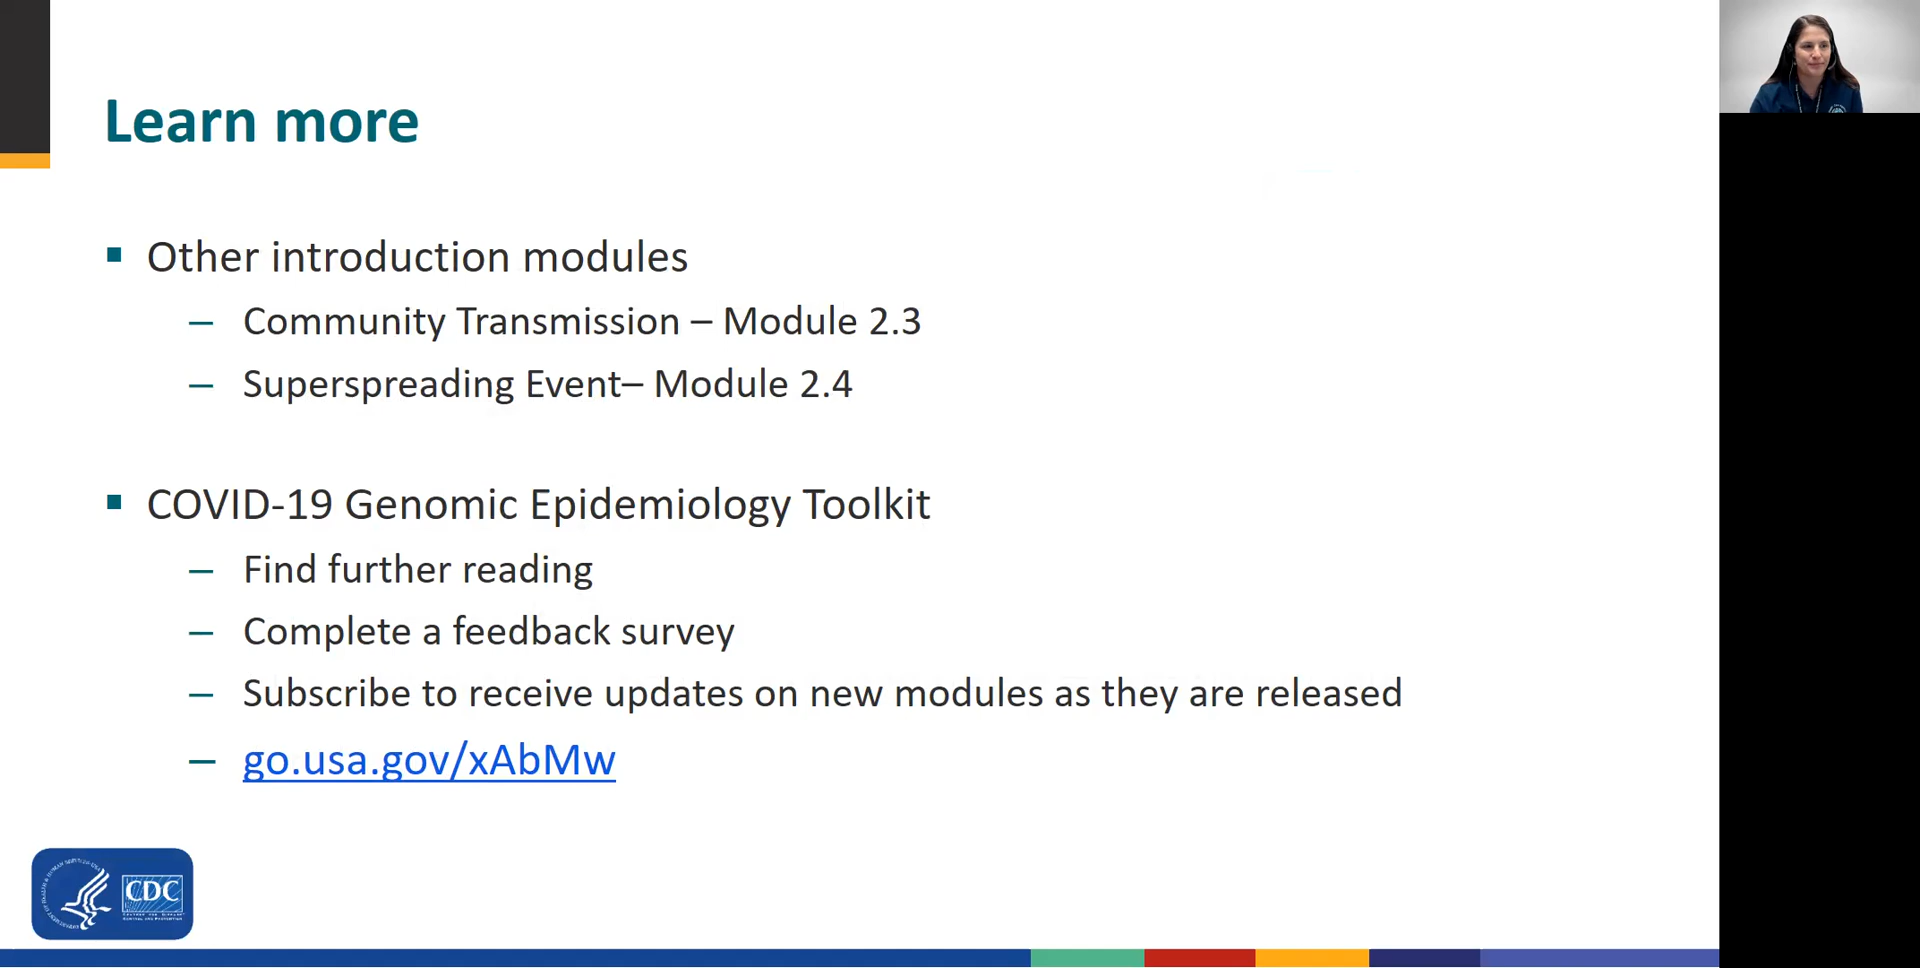 Learn more
Other introduction modules
– Community Transmission – Module 2.3
– Superspreading Event– Module 2.4
COVID-19 Genomic Epidemiology Toolkit
– Find further reading
– Complete a feedback survey
– Subscribe to receive updates on new modules as they are released
– go.usa.gov/xAbMw
CDC